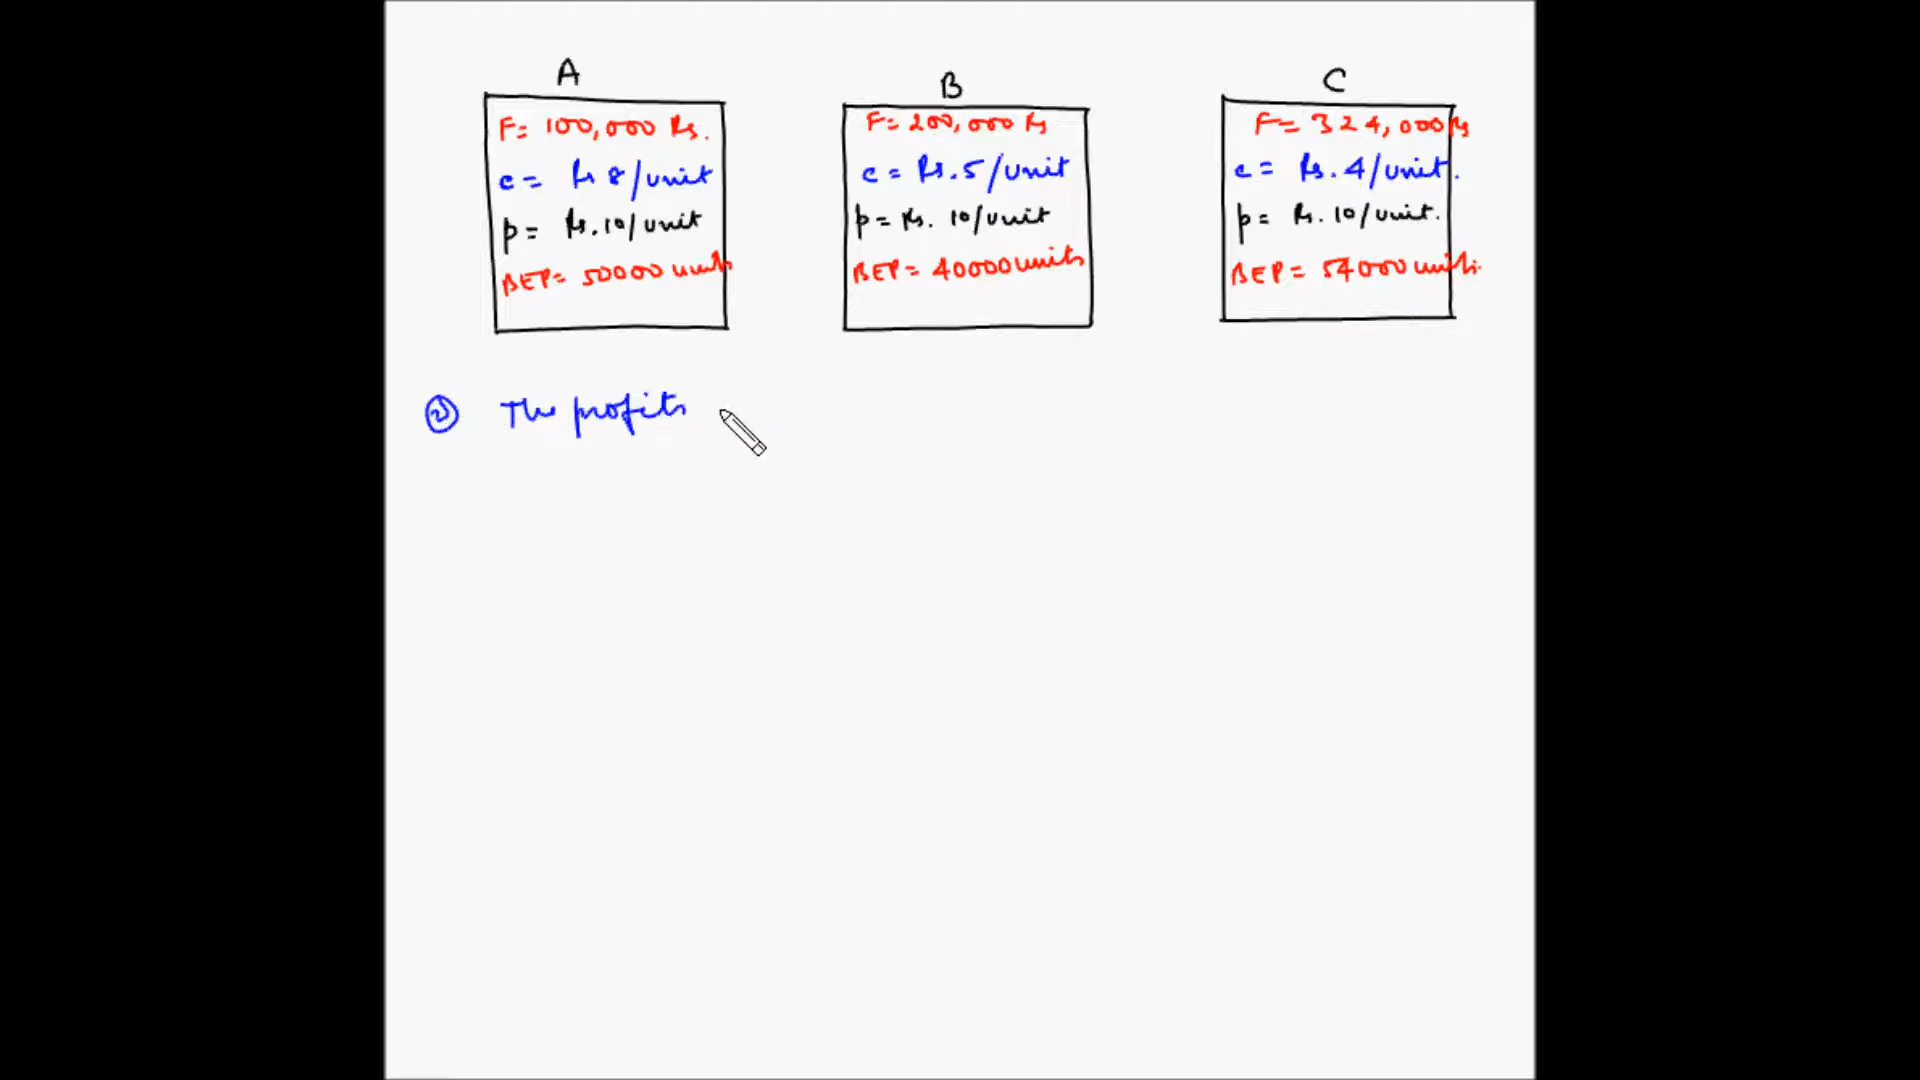 A
F= 100,000 Rs.
c= Rs 8/unit
p= Rs.10/unit
BEP= 50000 units
B
F= 200,000 Rs
c= Rs.5/unit
p= Rs. 10/unit
BEP= 40000 units
C
F= 324,000 Rs
c= Rs. 4/unit.
p= Rs. 10/unit.
BEP= 54000 units.
② The profits